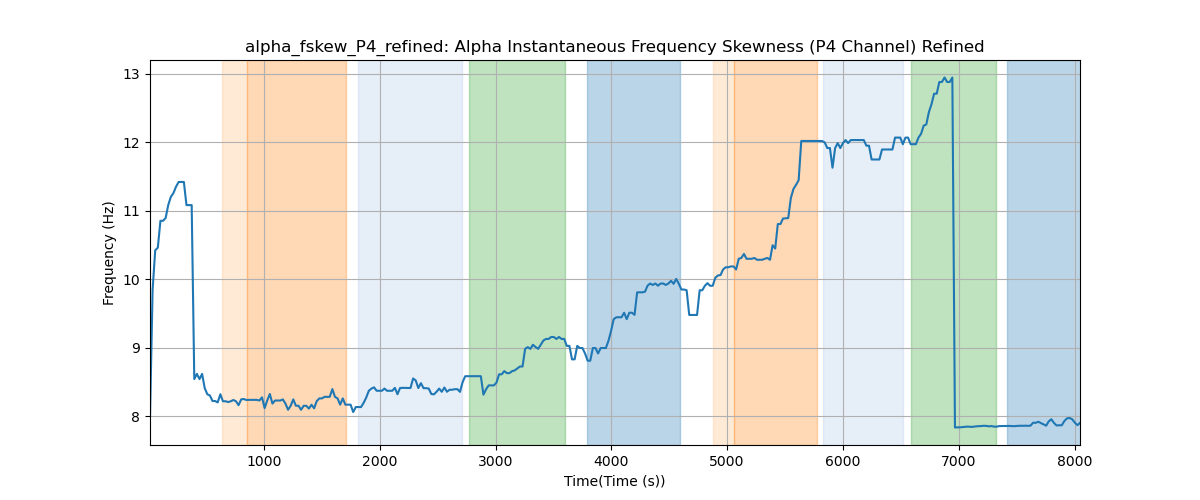 alpha_fskew_P4_refined: Alpha Instantaneous Frequency Skewness (P4 Channel) Refined
13
12
11
10
9
8
Frequency (Hz)
1000 2000 3000 4000 5000 6000 7000 8000
Time(Time (s))